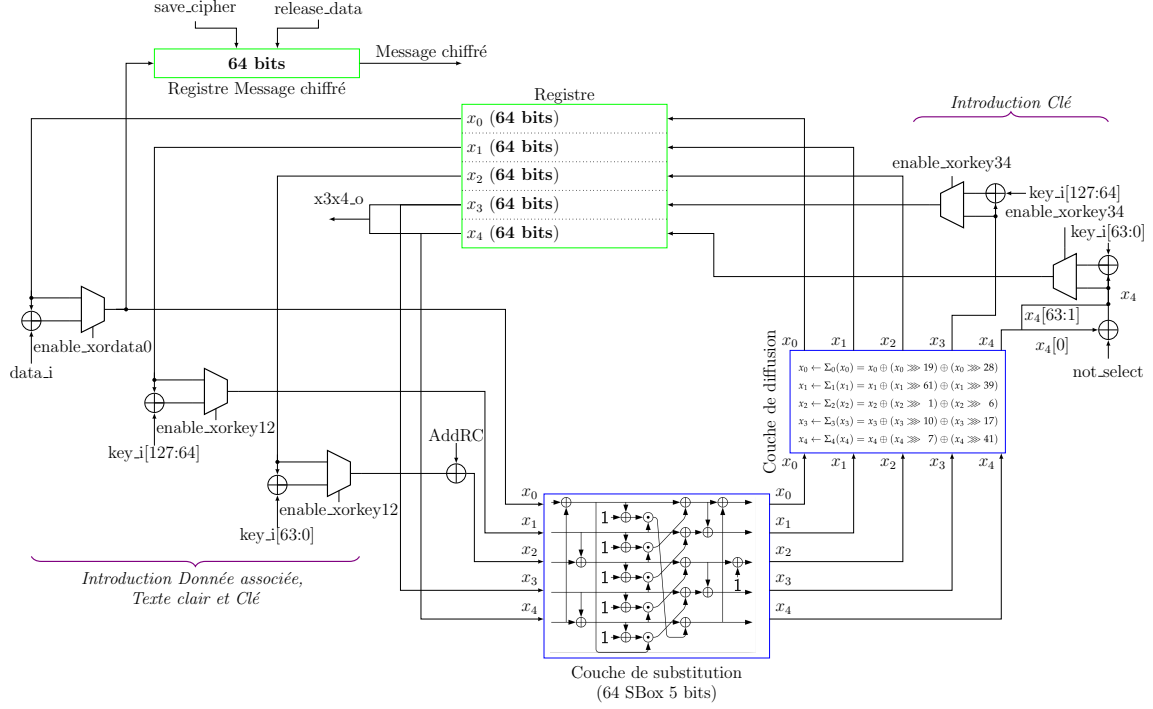 save_cipher
release_data
64 bits
Message chiffré
Registre Message chiffré
Registre
x0 (64 bits)
x1 (64 bits)
x2 (64 bits)
x3 (64 bits)
x4 (64 bits)
x3x4_o
Introduction Clé
enable_xorkey34
key_i[127:64]
enable_xorkey34
key_i[63:0]
x4
x4[63:1]
x4[0]
not_select
enable_xordata0
data_i
enable_xorkey12
key_i[127:64]
enable_xorkey12
key_i[63:0]
AddRC
Introduction Donnée associée,
Texte clair et Clé
Couche de diffusion
x0 x1 x2 x3 x4
x0 ← Σ0(x0) = x0 ⊕ (x0 ⋙ 19) ⊕ (x0 ⋙ 28)
x1 ← Σ1(x1) = x1 ⊕ (x1 ⋙ 61) ⊕ (x1 ⋙ 39)
x2 ← Σ2(x2) = x2 ⊕ (x2 ⋙ 1) ⊕ (x2 ⋙ 6)
x3 ← Σ3(x3) = x3 ⊕ (x3 ⋙ 10) ⊕ (x3 ⋙ 17)
x4 ← Σ4(x4) = x4 ⊕ (x4 ⋙ 7) ⊕ (x4 ⋙ 41)
x0 x1 x2 x3 x4
x0
x1
x2
x3
x4
1
1
1
1
1
1
x0
x1
x2
x3
x4
Couche de substitution
(64 SBox 5 bits)